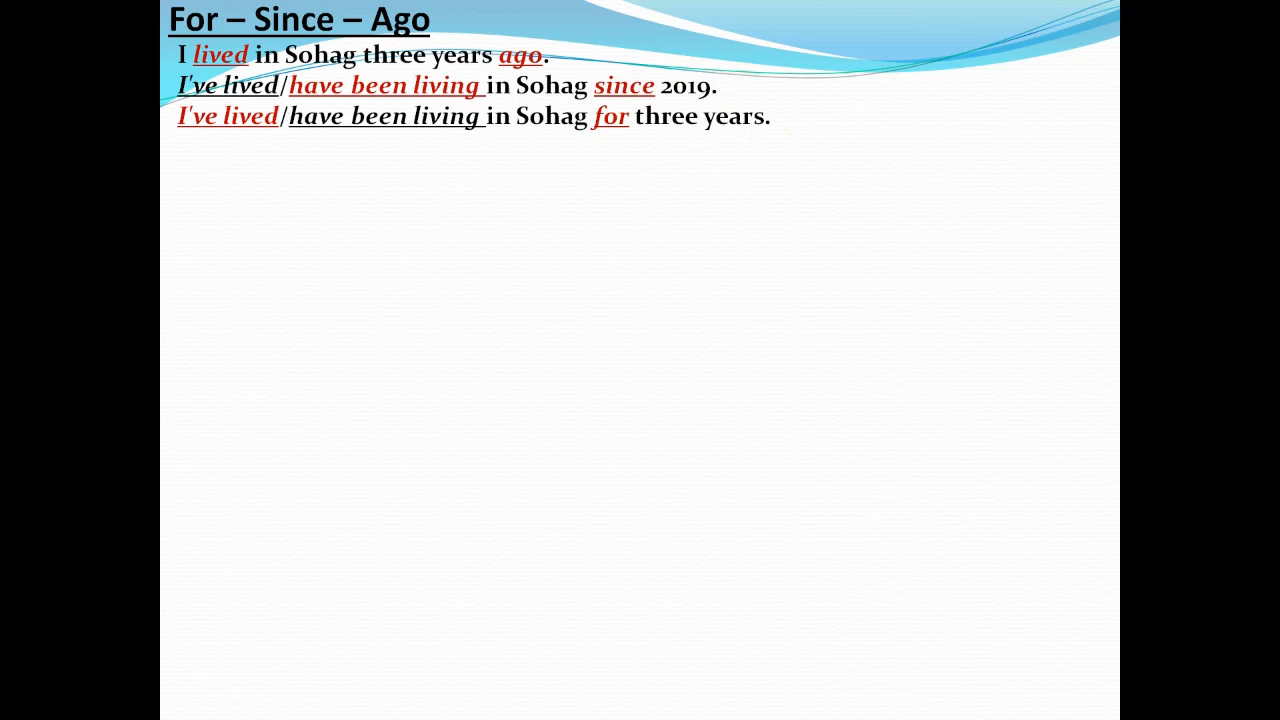 For – Since – Ago
I lived in Sohag three years ago.
I've lived/have been living in Sohag since 2019.
I've lived/have been living in Sohag for three years.